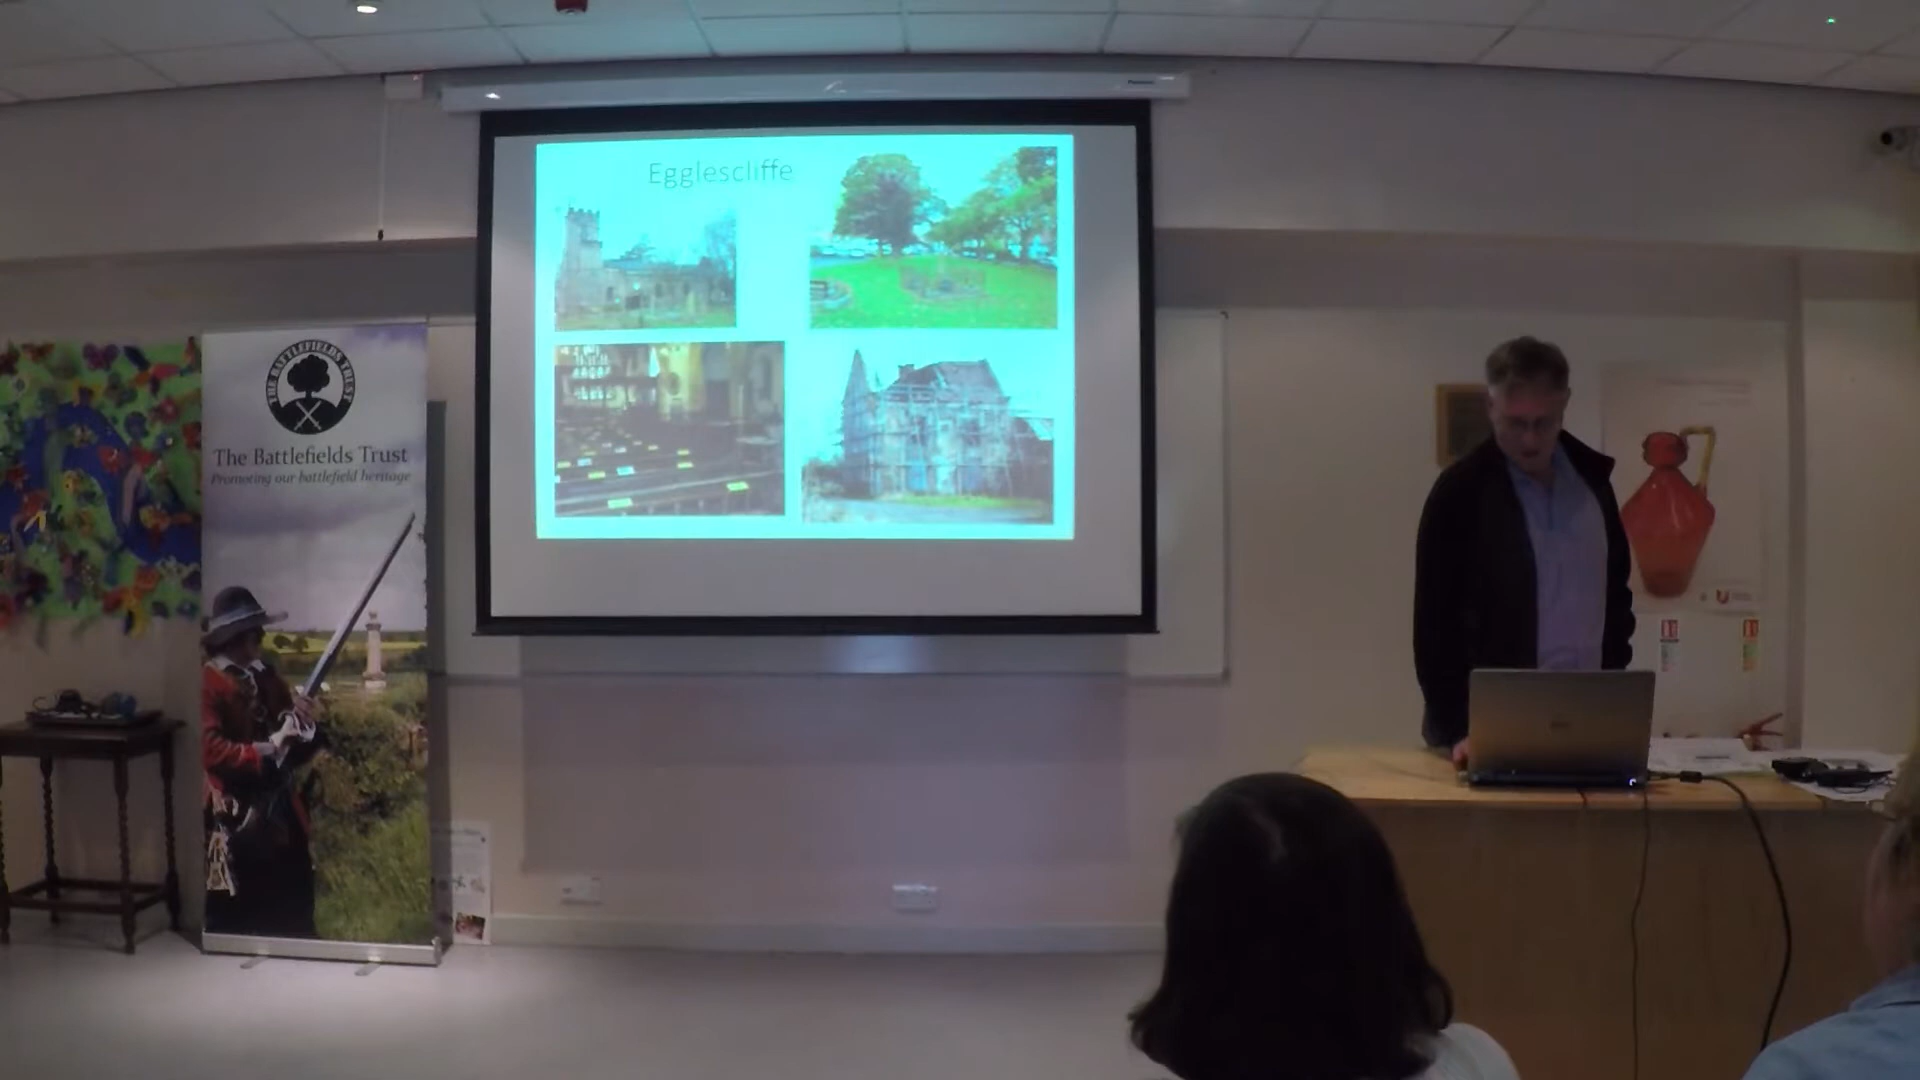 Egglescliffe
THE BATTLEFIELDS TRUST
The Battlefields Trust
Promoting our battlefield heritage